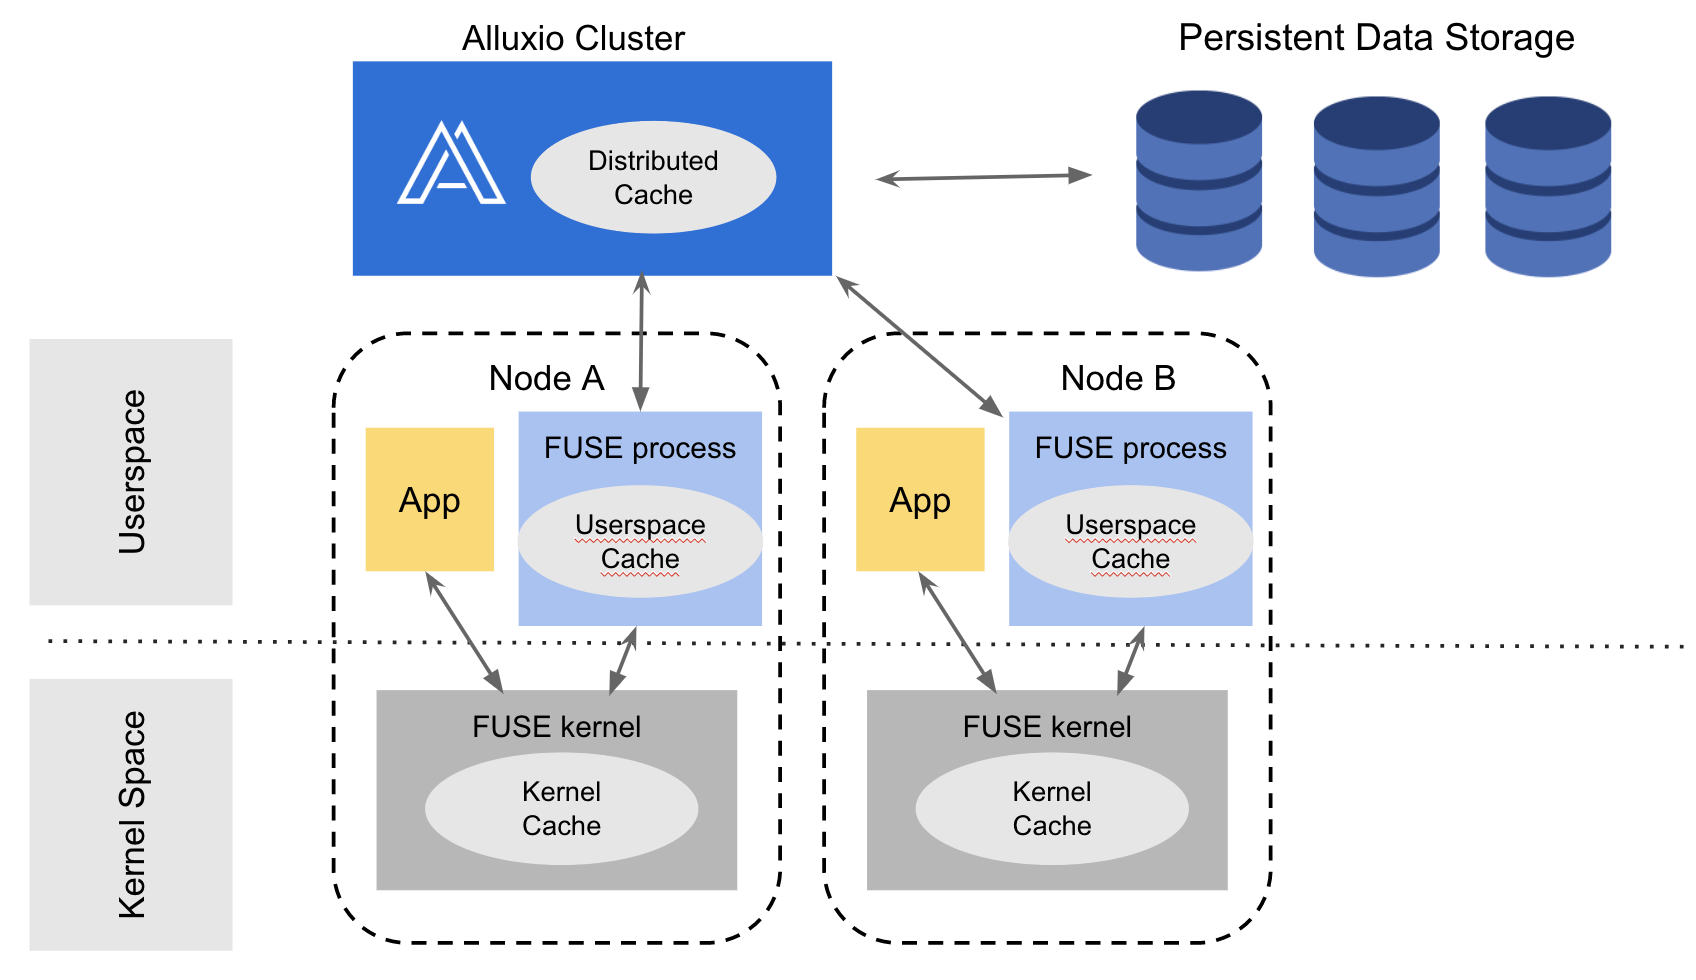 Alluxio Cluster
Persistent Data Storage
Distributed
Cache
Userspace
Node A
App
FUSE process
Userspace
Cache
Node B
App
FUSE process
Userspace
Cache
Kernel Space
FUSE kernel
Kernel
Cache
FUSE kernel
Kernel
Cache